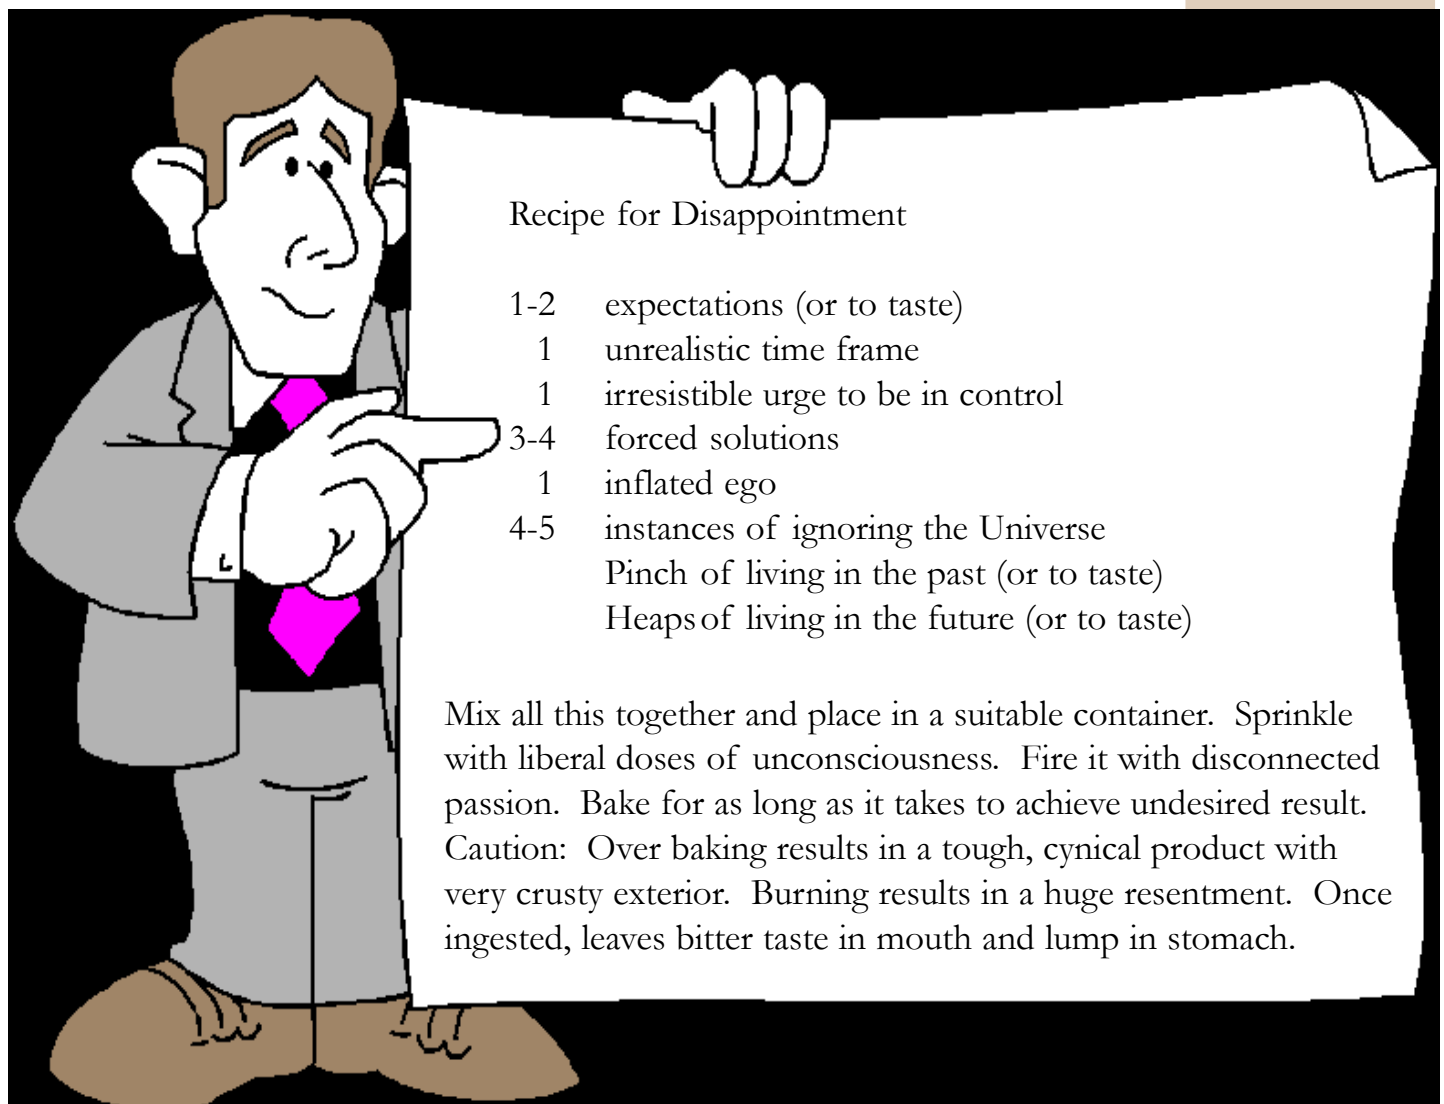 Recipe for Disappointment
1-2 expectations (or to taste)
1 unrealistic time frame
1 irresistible urge to be in control
3-4 forced solutions
1 inflated ego
4-5 instances of ignoring the Universe
Pinch of living in the past (or to taste)
Heaps of living in the future (or to taste)
Mix all this together and place in a suitable container. Sprinkle
with liberal doses of unconsciousness. Fire it with disconnected
passion. Bake for as long as it takes to achieve undesired result.
Caution: Over baking results in a tough, cynical product with
very crusty exterior. Burning results in a huge resentment. Once
ingested, leaves bitter taste in mouth and lump in stomach.